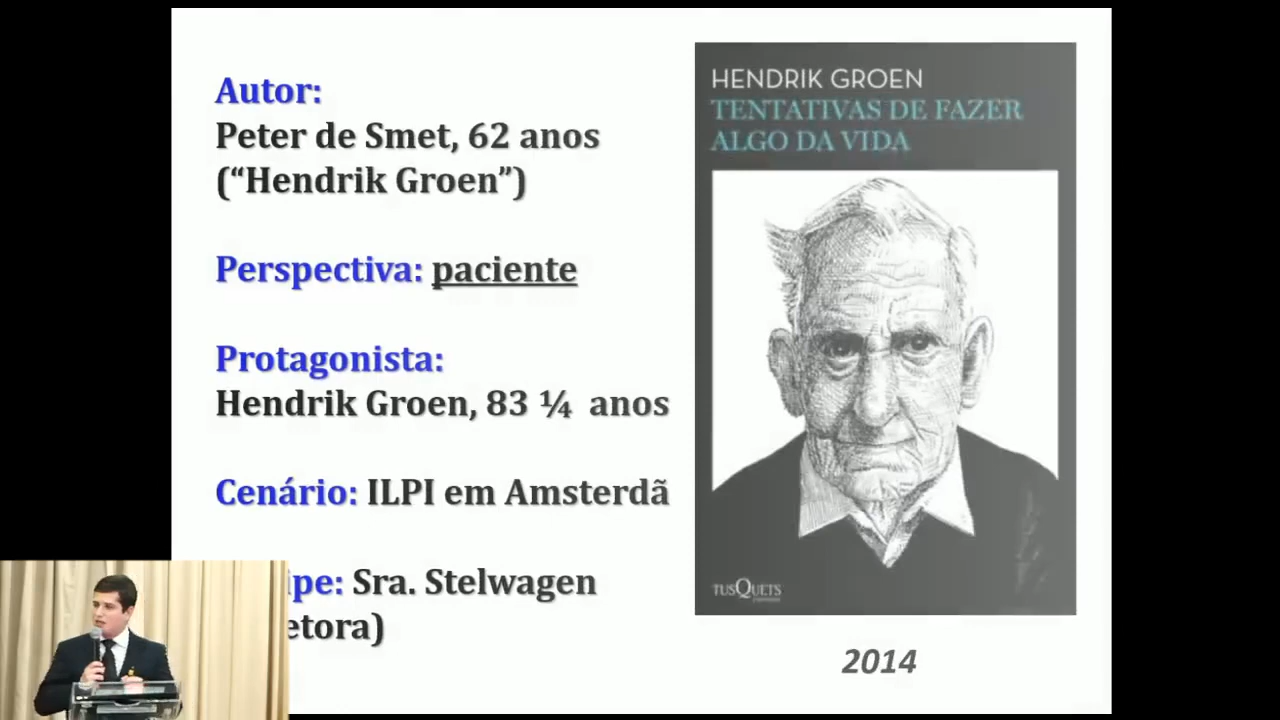 Autor:
Peter de Smet, 62 anos
(“Hendrik Groen”)
Perspectiva: paciente
Protagonista:
Hendrik Groen, 83 ¼ anos
Cenário: ILPI em Amsterdã
ipe: Sra. Stelwagen
etora)
HENDRIK GROEN
TENTATIVAS DE FAZER
ALGO DA VIDA
TUSQUETS
2014